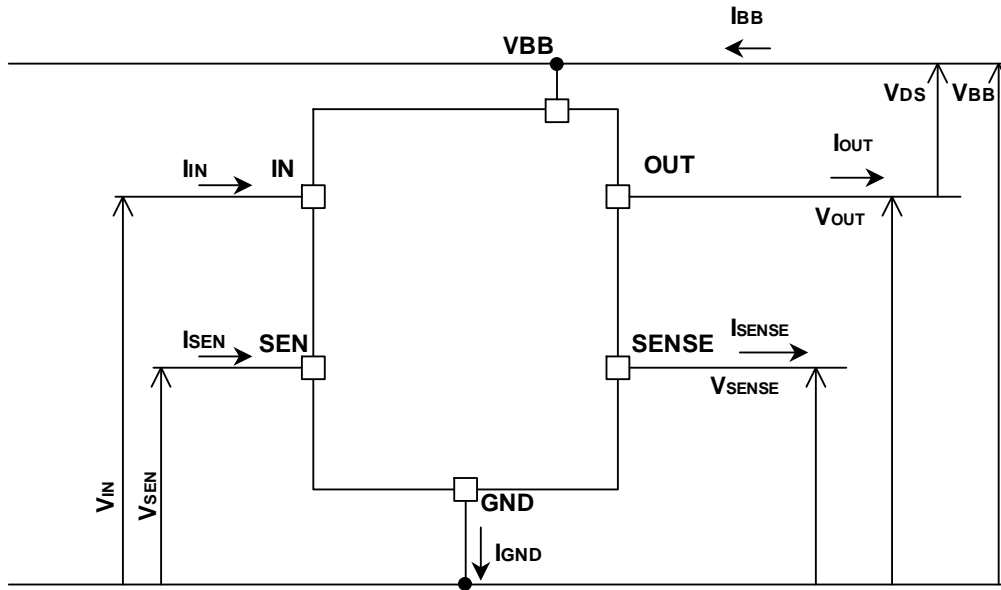 IBB
VBB
VDS VBB
IIN IN OUT IOUT
VOUT
ISEN SEN SENSE ISENSE
VSENSE
VIN
VSEN
GND
IGND